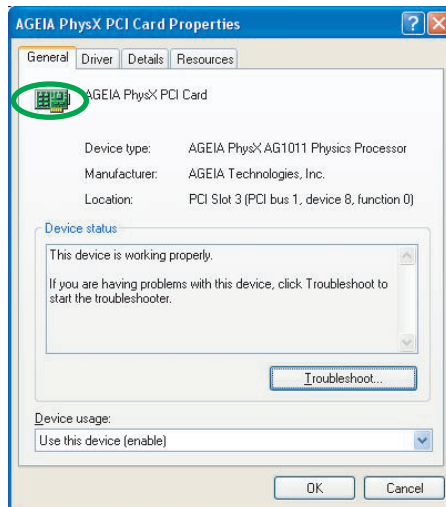 AGEIA PhysX PCI Card Properties
General Driver Details Resources
AGEIA PhysX PCI Card
Device type: AGEIA PhysX AG1011 Physics Processor
Manufacturer: AGEIA Technologies, Inc.
Location: PCI Slot 3 (PCI bus 1, device 8, function 0)
Device status
This device is working properly.
If you are having problems with this device, click Troubleshoot to
start the troubleshooter.
Troubleshoot...
Device usage:
Use this device (enable)
OK Cancel